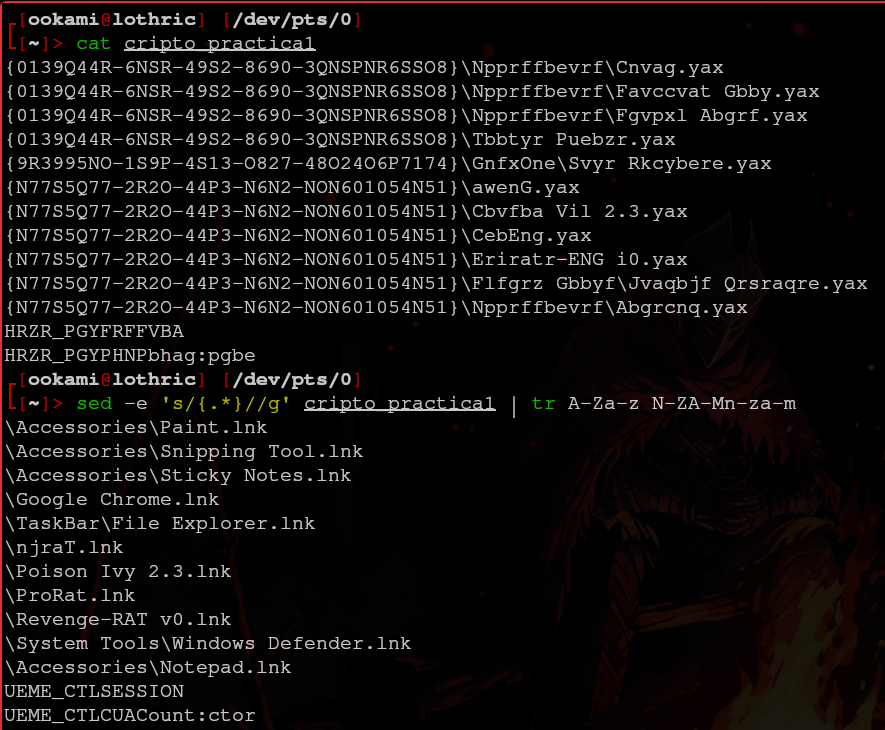 [ookami@lothric] [/dev/pts/0]
[~]> cat cripto_practica1
{0139Q44R-6NSR-49S2-8690-3QNSPNR6SSO8}\Npprffbevrf\Cnvag.yax
{0139Q44R-6NSR-49S2-8690-3QNSPNR6SSO8}\Npprffbevrf\Favccvat Gbby.yax
{0139Q44R-6NSR-49S2-8690-3QNSPNR6SSO8}\Npprffbevrf\Fgvpxl Abgrf.yax
{0139Q44R-6NSR-49S2-8690-3QNSPNR6SSO8}\Tbbtyr Puebzr.yax
{9R3995NO-1S9P-4S13-O827-48O24O6P7174}\GnfxOne\Svyr Rkcybere.yax
{N77S5Q77-2R2O-44P3-N6N2-NON601054N51}\awenG.yax
{N77S5Q77-2R2O-44P3-N6N2-NON601054N51}\Cbvfba Vil 2.3.yax
{N77S5Q77-2R2O-44P3-N6N2-NON601054N51}\CebEng.yax
{N77S5Q77-2R2O-44P3-N6N2-NON601054N51}\Eriratr-ENG i0.yax
{N77S5Q77-2R2O-44P3-N6N2-NON601054N51}\Flfgrz Gbbyf\Jvaqbjf Qrsraqre.yax
{N77S5Q77-2R2O-44P3-N6N2-NON601054N51}\Npprffbevrf\Abgrcnq.yax
HRZR_PGYFRFFVBA
HRZR_PGYPHNPbhag:pgbe
[ookami@lothric] [/dev/pts/0]
[~]> sed -e 's/{.*}//g' cripto_practica1 | tr A-Za-z N-ZA-Mn-za-m
\Accessories\Paint.lnk
\Accessories\Snipping Tool.lnk
\Accessories\Sticky Notes.lnk
\Google Chrome.lnk
\TaskBar\File Explorer.lnk
\njraT.lnk
\Poison Ivy 2.3.lnk
\ProRat.lnk
\Revenge-RAT v0.lnk
\System Tools\Windows Defender.lnk
\Accessories\Notepad.lnk
UEME_CTLSESSION
UEME_CTLCUACount:ctor